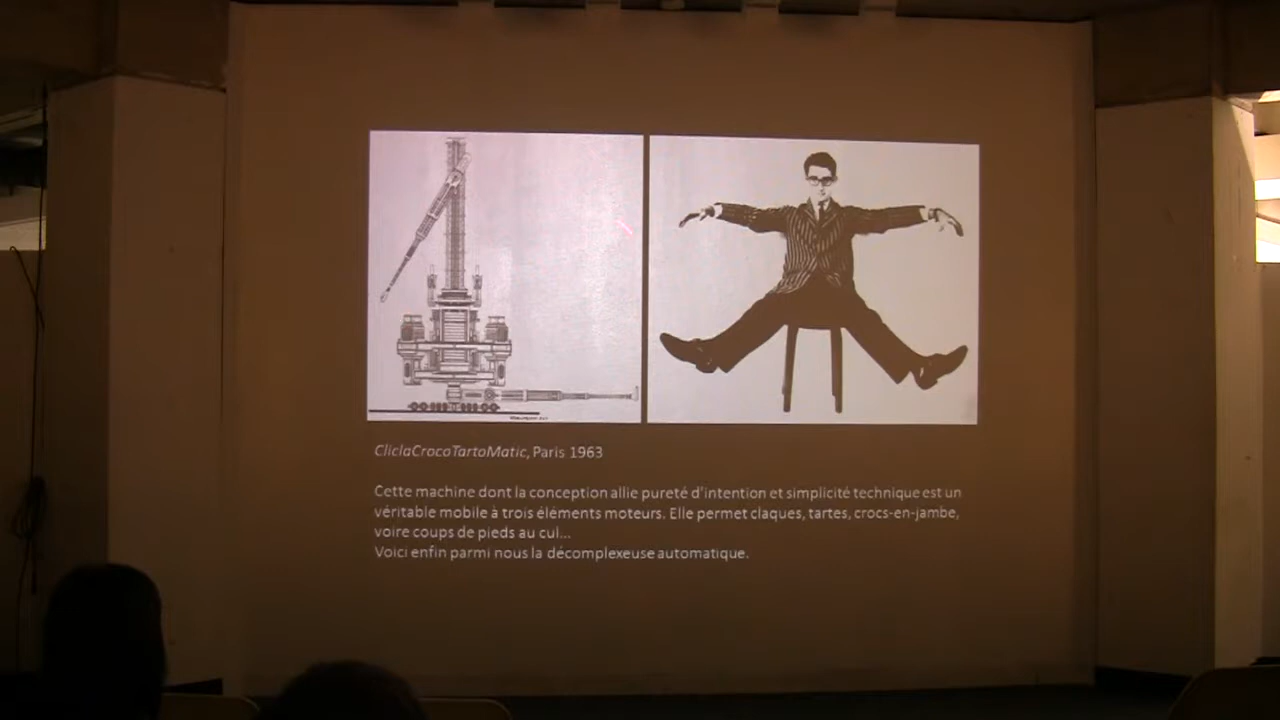 CliclaCrocoTartoMatic, Paris 1963
Cette machine dont la conception allie pureté d'intention et simplicité technique est un
véritable mobile à trois éléments moteurs. Elle permet claques, tartes, crocs-en-jambe,
voire coups de pieds au cul...
Voici enfin parmi nous la décomplexeuse automatique.